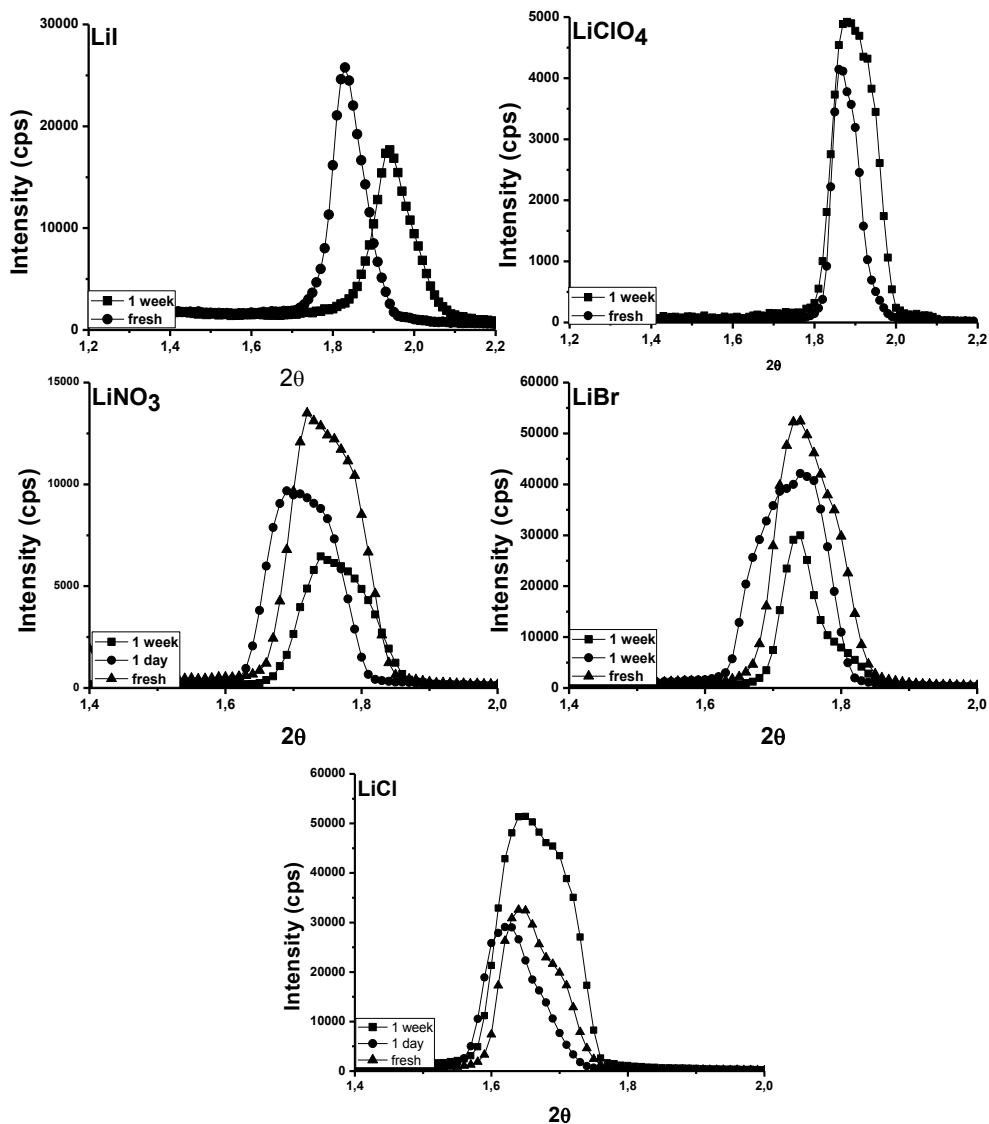 LiI
Intensity (cps)
30000
20000
10000
0
1 week
fresh
1,2 1,4 1,6 1,8 2,0 2,2
2θ
LiClO4
Intensity (cps)
5000
4000
3000
2000
1000
0
1 week
fresh
1,2 1,4 1,6 1,8 2,0 2,2
2θ
LiNO3
Intensity (cps)
15000
10000
5000
0
1 week
1 day
fresh
1,4 1,6 1,8 2,0
2θ
LiBr
Intensity (cps)
60000
50000
40000
30000
20000
10000
0
1 week
1 week
fresh
1,4 1,6 1,8 2,0
2θ
LiCl
Intensity (cps)
60000
50000
40000
30000
20000
10000
0
1 week
1 day
fresh
1,4 1,6 1,8 2,0
2θ